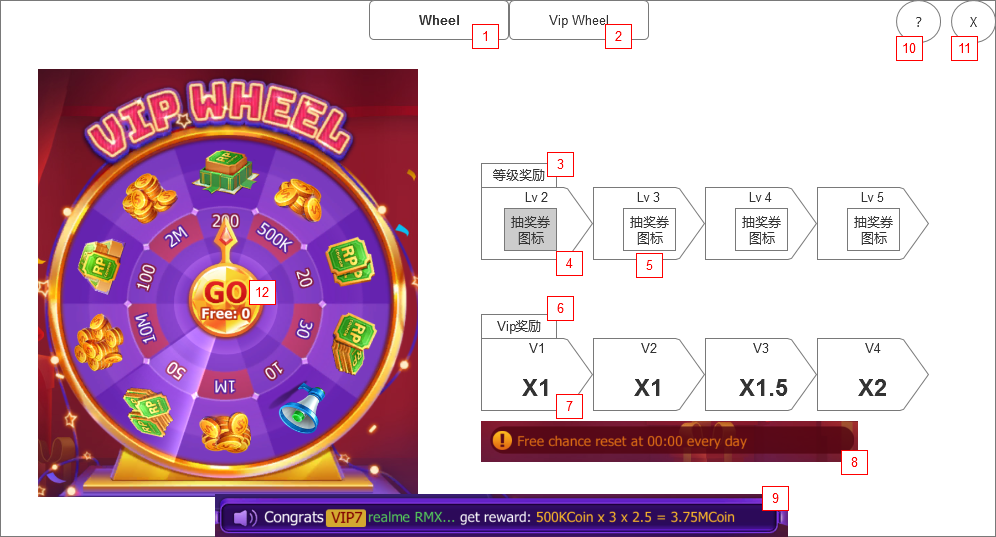 Wheel
1
Vip Wheel
2
?
10
X
11
VIP WHEEL
RP
200
500K
20
30
10
1M
50
10M
100
2M
RP
RP
RP
GO
Free: 0
12
等级奖励
3
Lv 2
抽奖券
图标
4
Lv 3
抽奖券
图标
5
Lv 4
抽奖券
图标
Lv 5
抽奖券
图标
Vip奖励
6
V1
X1
7
V2
X1
V3
X1.5
V4
X2
! Free chance reset at 00:00 every day
8
9
Congrats VIP7 realme RMX... get reward: 500KCoin x 3 x 2.5 = 3.75MCoin